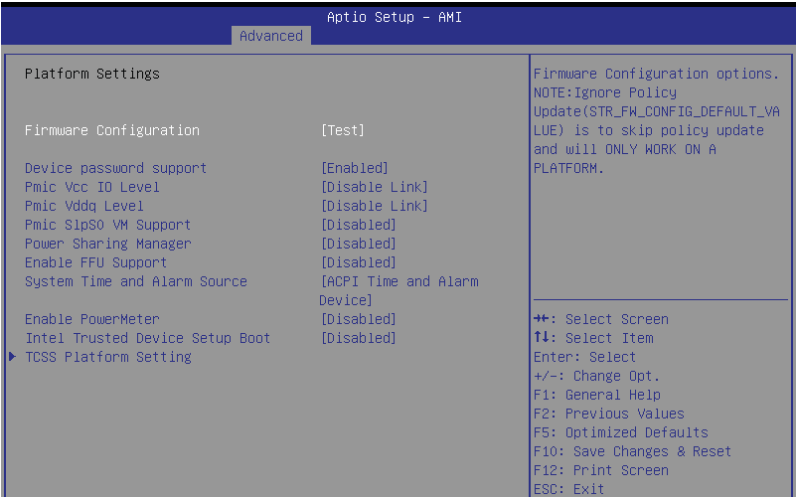 Aptio Setup – AMI
Advanced
Platform Settings
Firmware Configuration [Test]
Device password support [Enabled]
Pmic Vcc IO Level [Disable Link]
Pmic Vddq Level [Disable Link]
Pmic SlpS0 VM Support [Disabled]
Power Sharing Manager [Disabled]
Enable FFU Support [Disabled]
System Time and Alarm Source [ACPI Time and Alarm
Device]
Enable PowerMeter [Disabled]
Intel Trusted Device Setup Boot [Disabled]
TCSS Platform Setting
Firmware Configuration options.
NOTE:Ignore Policy
Update(STR_FW_CONFIG_DEFAULT_VA
LUE) is to skip policy update
and will ONLY WORK ON A
PLATFORM.
→←: Select Screen
↑↓: Select Item
Enter: Select
+/-: Change Opt.
F1: General Help
F2: Previous Values
F5: Optimized Defaults
F10: Save Changes & Reset
F12: Print Screen
ESC: Exit